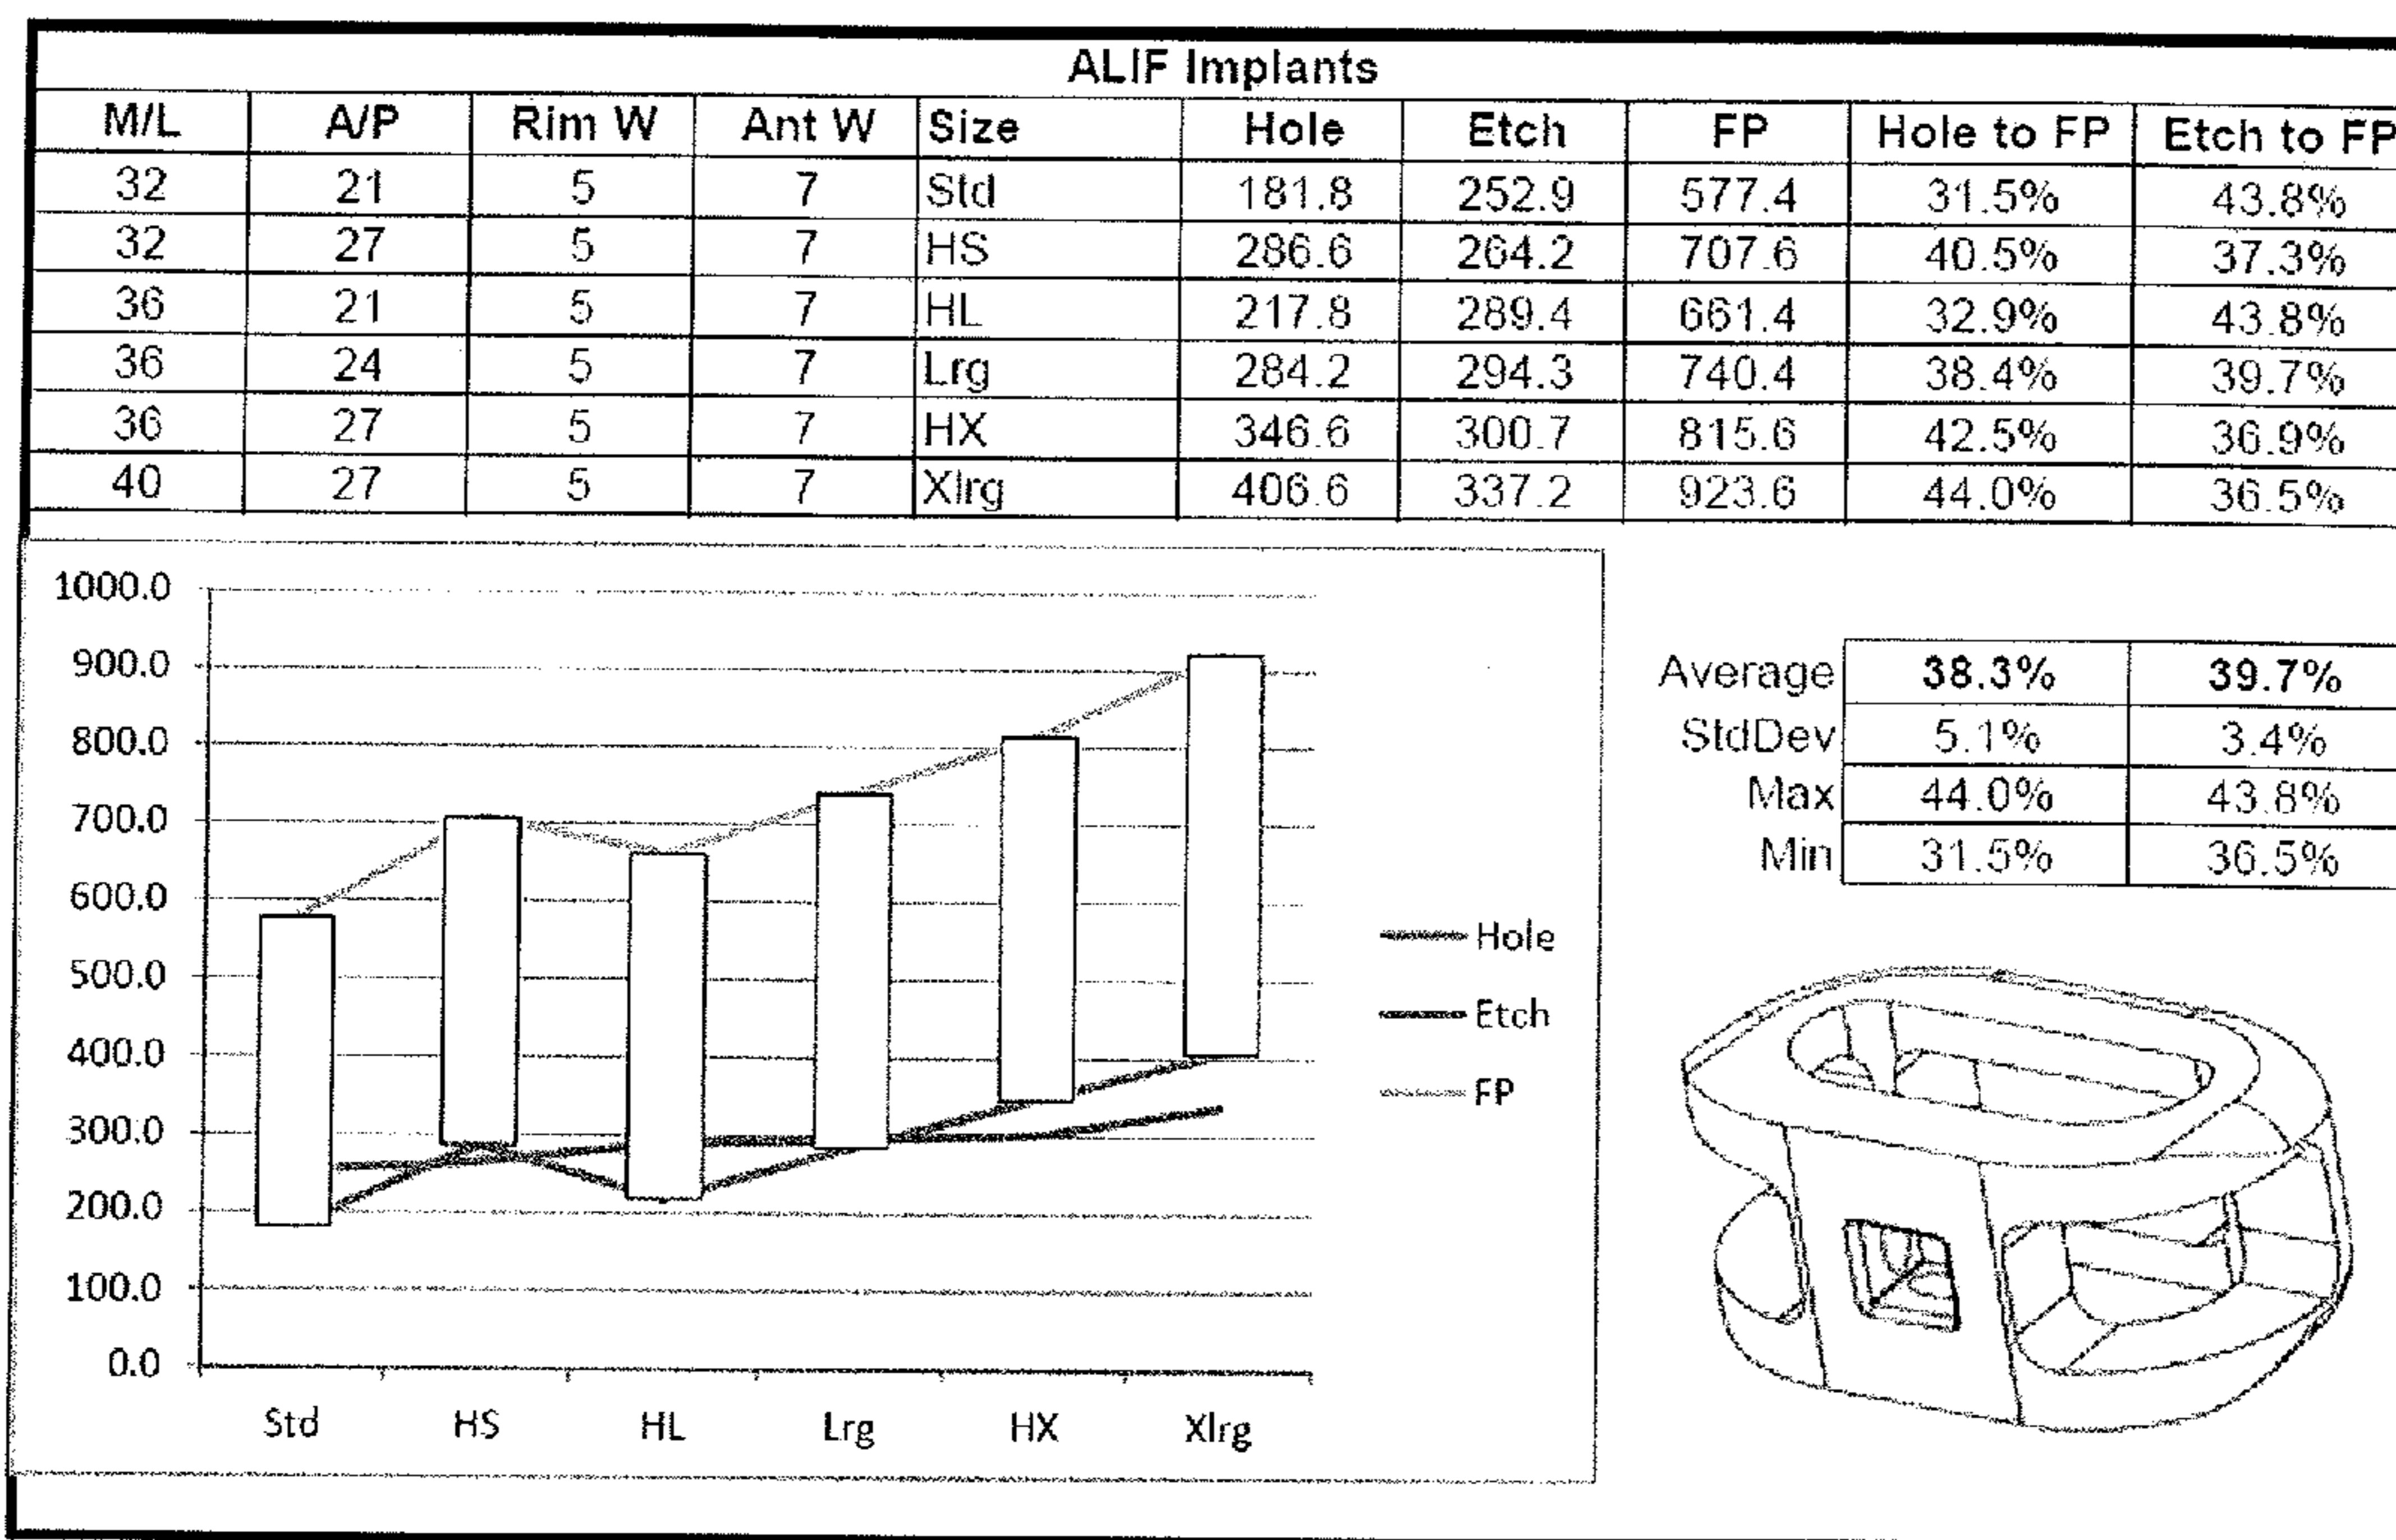 ALIF Implants
M/L A/P Rim W Ant W Size Hole Etch FP Hole to FP Etch to FP
32 21 5 7 Std 181.8 252.9 577.4 31.5% 43.8%
32 27 5 7 HS 286.6 264.2 707.6 40.5% 37.3%
36 21 5 7 HL 217.8 289.4 661.4 32.9% 43.8%
36 24 5 7 Lrg 284.2 294.3 740.4 38.4% 39.7%
36 27 5 7 HX 346.6 300.7 815.6 42.5% 36.9%
40 27 5 7 Xlrg 406.6 337.2 923.6 44.0% 36.5%
1000.0
900.0
800.0
700.0
600.0
500.0
400.0
300.0
200.0
100.0
0.0
Std HS HL Lrg HX Xlrg
Hole
Etch
FP
Average 38.3% 39.7%
StdDev 5.1% 3.4%
Max 44.0% 43.8%
Min 31.5% 36.5%